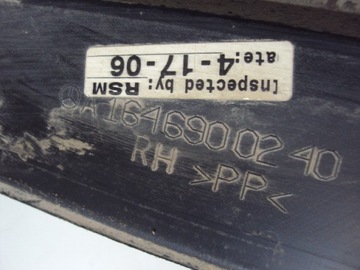 Inspected by:
RSM
ate:4-17-06
A 164 690 02 40
RH >PP<